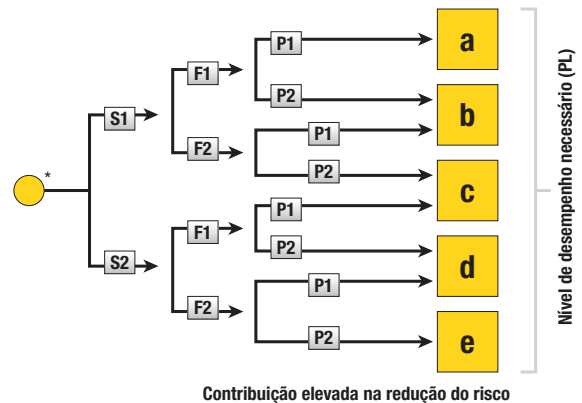 P1
a
F1
P2
b
S1
P1
F2
P2
c
*
P1
F1
P2
d
S2
P1
F2
P2
e
Nível de desempenho necessário (PL)
Contribuição elevada na redução do risco